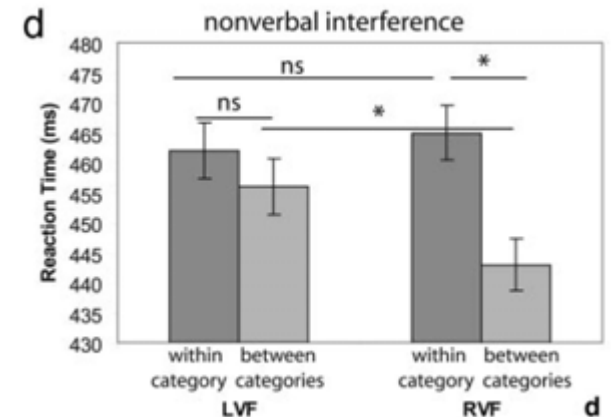 d
nonverbal interference
480
475
470
465
460
455
450
445
440
435
430
Reaction Time (ms)
ns
*
ns
*
within category
between categories
within category
between categories
LVF
RVF
d